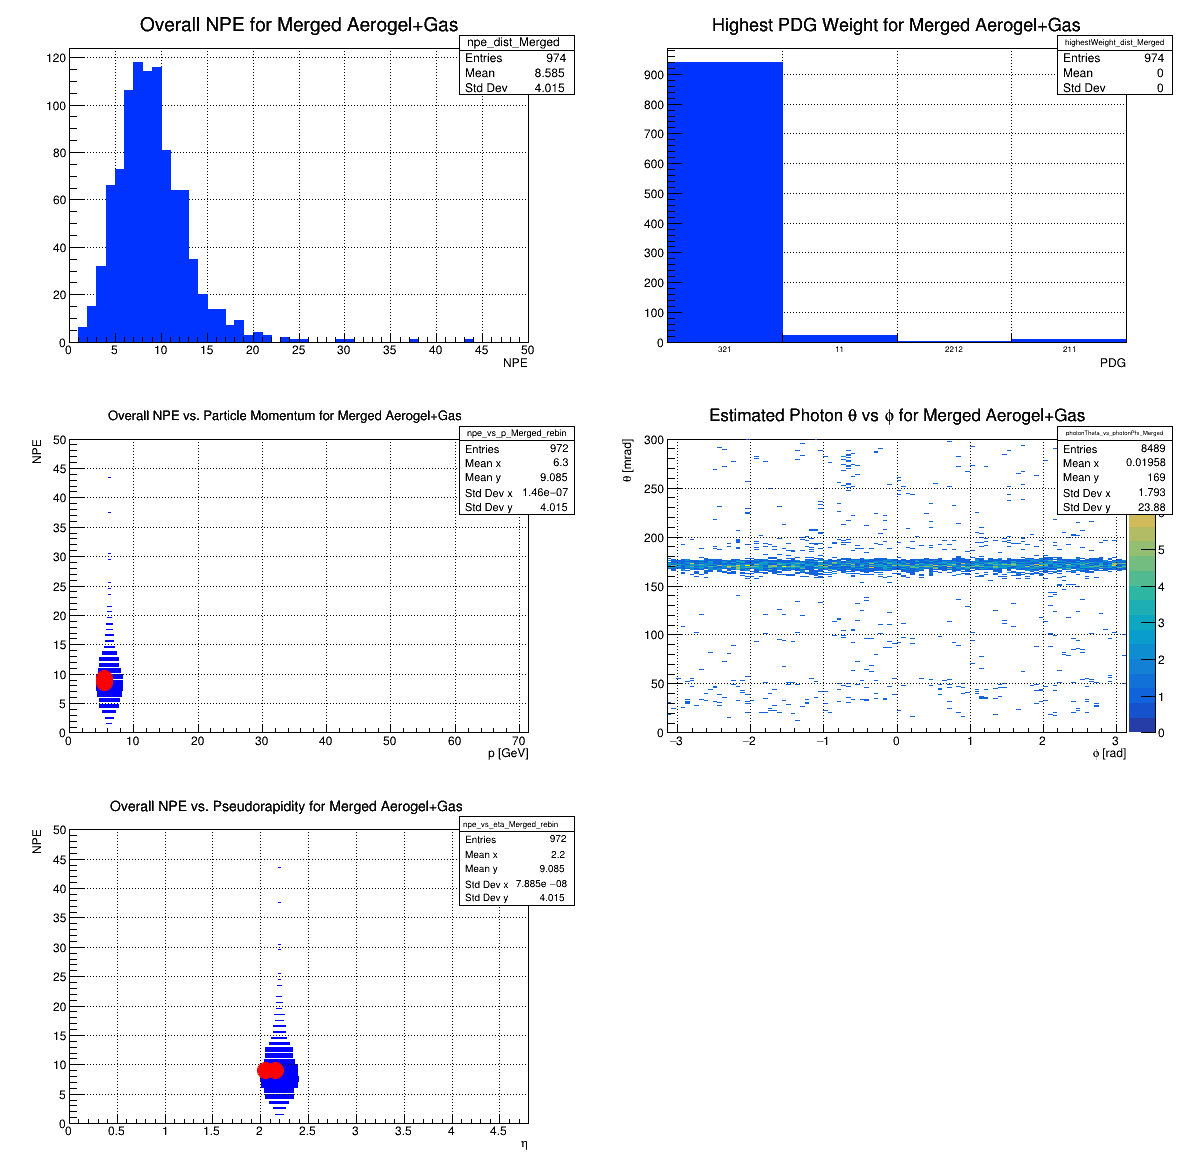 Overall NPE for Merged Aerogel+Gas
npe_dist_Merged
Entries 974
Mean 8.585
Std Dev 4.015
120
100
80
60
40
20
0
0 5 10 15 20 25 30 35 40 45 50
NPE
Highest PDG Weight for Merged Aerogel+Gas
highestWeight_dist_Merged
Entries 974
Mean 0
Std Dev 0
900
800
700
600
500
400
300
200
100
0
321 11 2212 211
PDG
Overall NPE vs. Particle Momentum for Merged Aerogel+Gas
npe_vs_p_Merged_rebin
Entries 972
Mean x 6.3
Mean y 9.085
Std Dev x 1.46e-07
Std Dev y 4.015
NPE
50
45
40
35
30
25
20
15
10
5
0
0 10 20 30 40 50 60 70
p [GeV]
Estimated Photon θ vs ϕ for Merged Aerogel+Gas
photonTheta_vs_photonPhi_Merged
Entries 8489
Mean x 0.01958
Mean y 169
Std Dev x 1.793
Std Dev y 23.88
θ [mrad]
300
250
200
150
100
50
0
−3 −2 −1 0 1 2 3
ϕ [rad]
5
4
3
2
1
0
Overall NPE vs. Pseudorapidity for Merged Aerogel+Gas
npe_vs_eta_Merged_rebin
Entries 972
Mean x 2.2
Mean y 9.085
Std Dev x 7.885e −08
Std Dev y 4.015
NPE
50
45
40
35
30
25
20
15
10
5
0
0 0.5 1 1.5 2 2.5 3 3.5 4 4.5
η